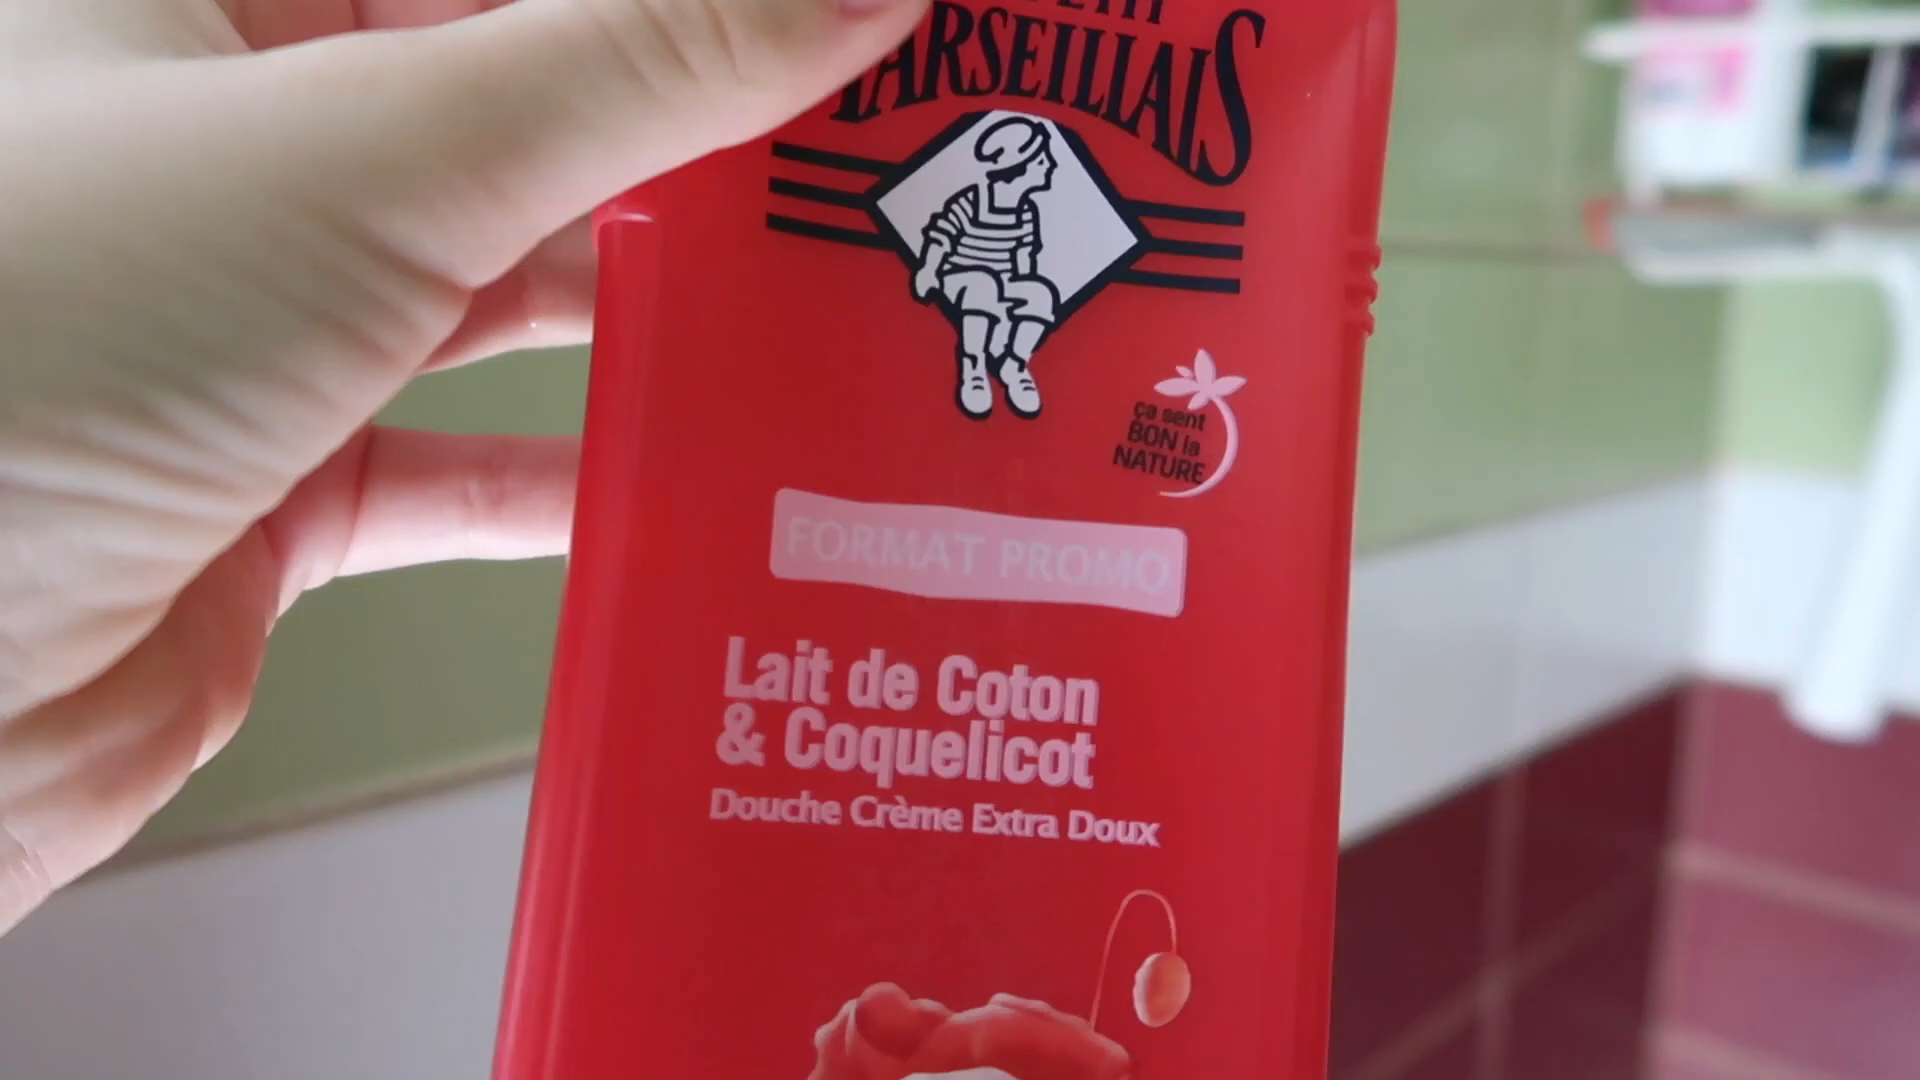 MARSEILLAIS
ça sent
BON la
NATURE
FORMAT PROMO
Lait de Coton
& Coquelicot
Douche Crème Extra Doux